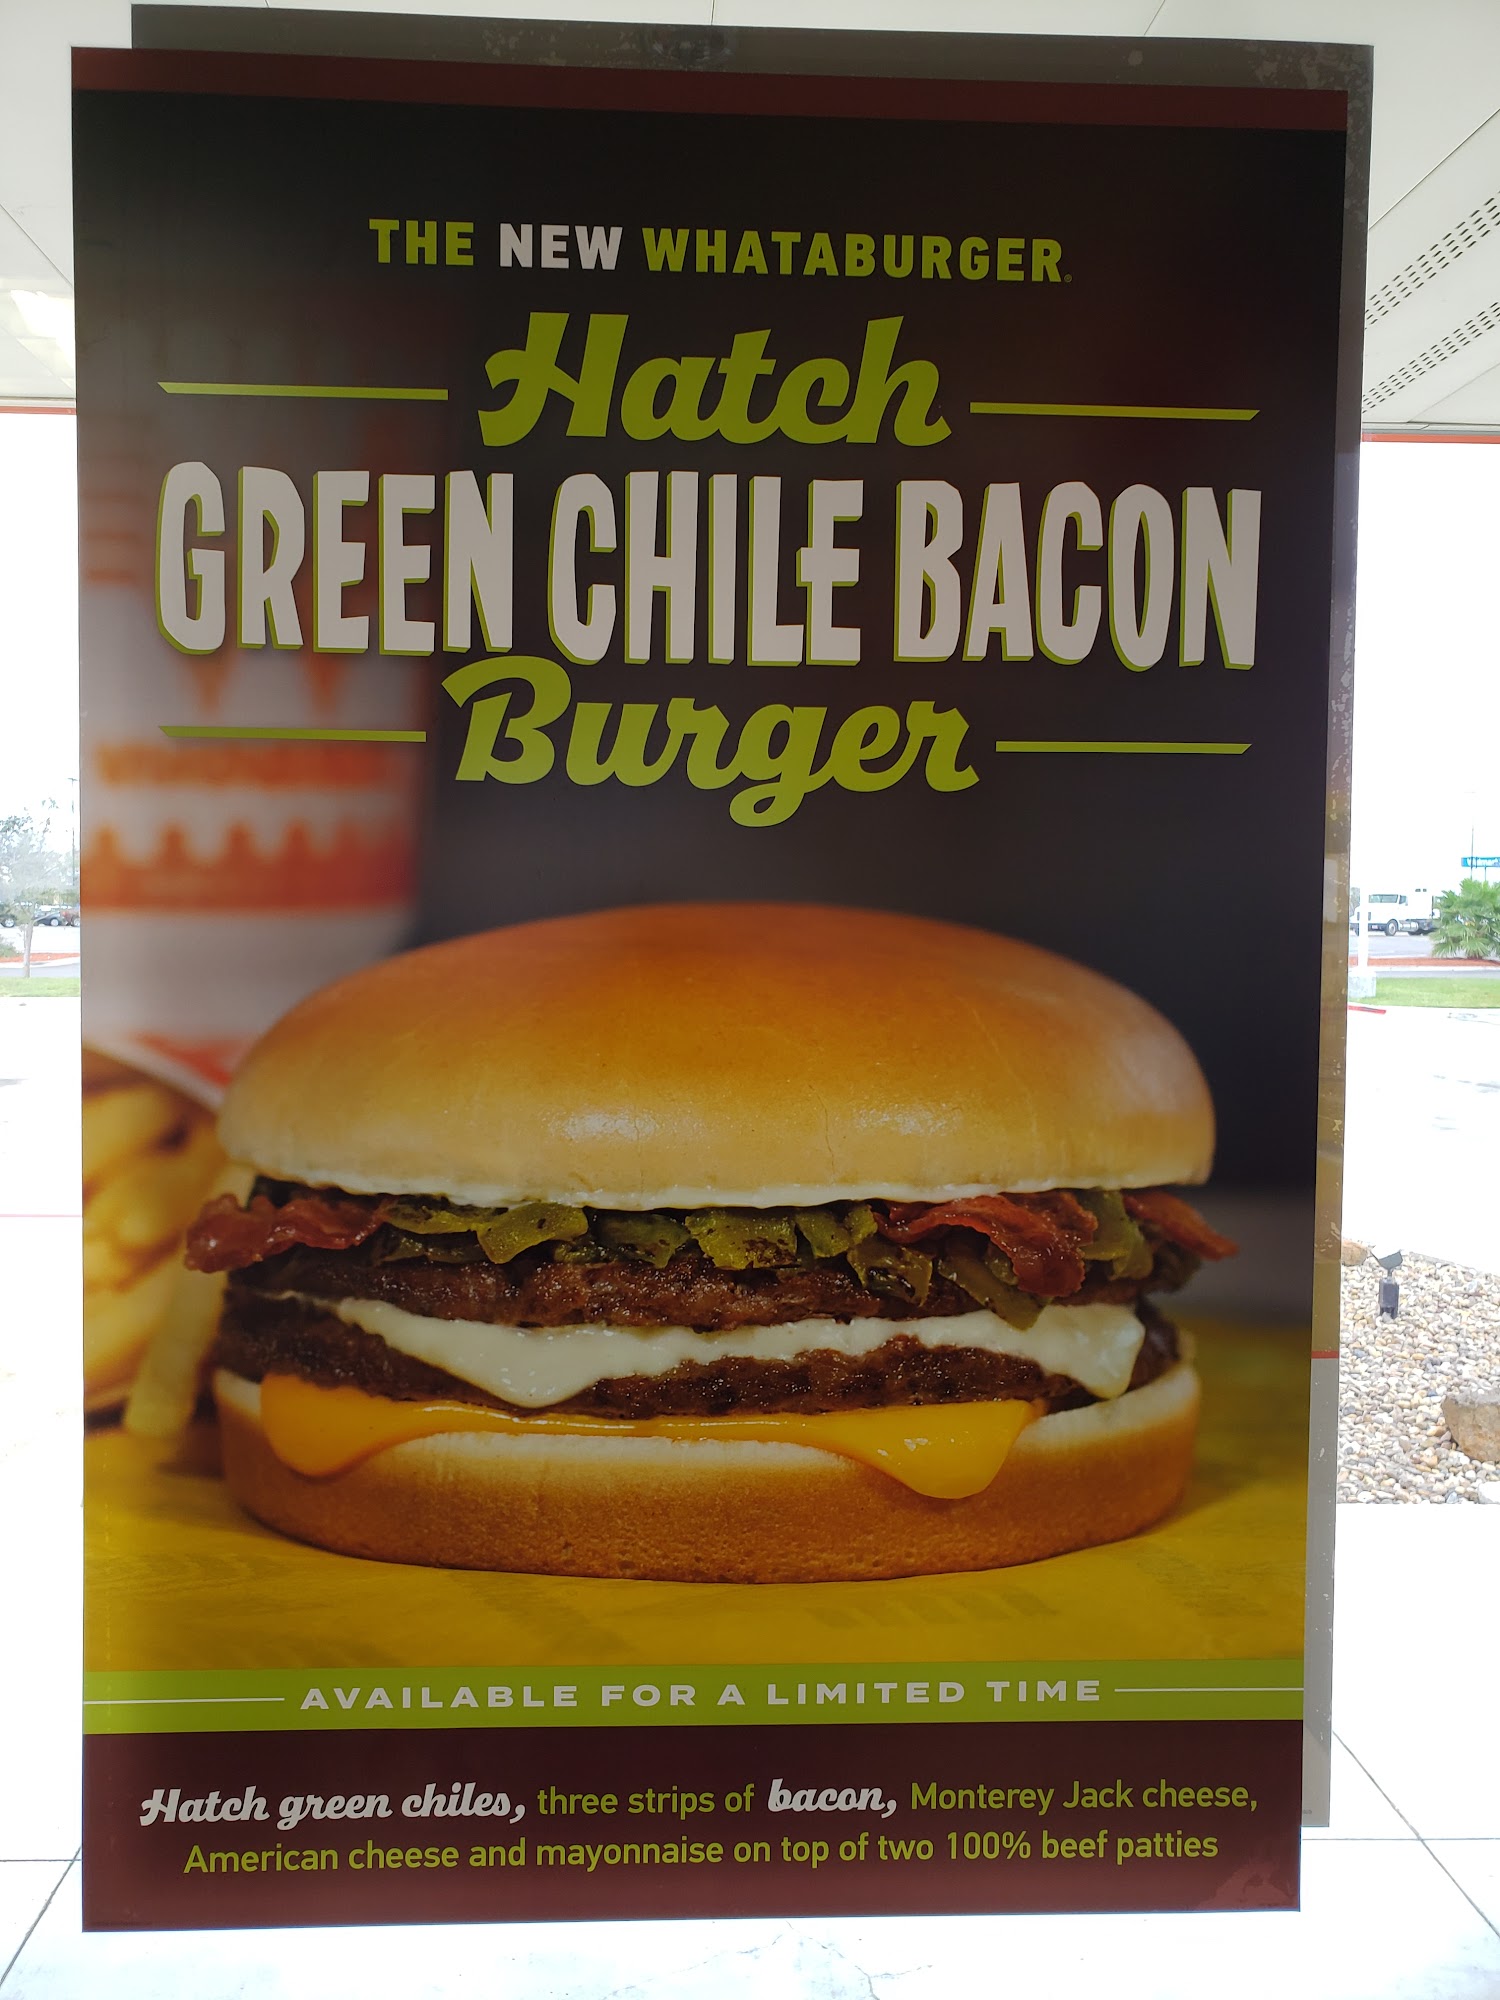 THE NEW WHATABURGER®
Hatch
GREEN CHILE BACON
Burger
AVAILABLE FOR A LIMITED TIME
Hatch green chiles, three strips of bacon, Monterey Jack cheese,
American cheese and mayonnaise on top of two 100% beef patties